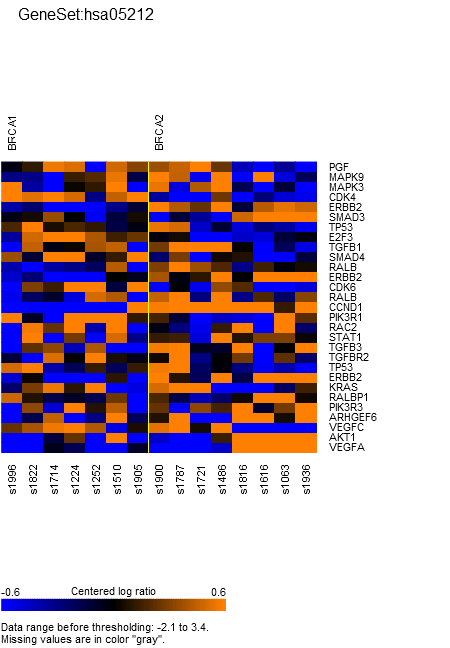 GeneSet:hsa05212
BRCA1
BRCA2
PGF
MAPK9
MAPK3
CDK4
ERBB2
SMAD3
TP53
E2F3
TGFB1
SMAD4
RALB
ERBB2
CDK6
RALB
CCND1
PIK3R1
RAC2
STAT1
TGFB3
TGFBR2
TP53
ERBB2
KRAS
RALBP1
PIK3R3
ARHGEF6
VEGFC
AKT1
VEGFA
s1996
s1822
s1714
s1224
s1252
s1510
s1905
s1900
s1787
s1721
s1486
s1816
s1616
s1063
s1936
-0.6 Centered log ratio 0.6
Data range before thresholding: -2.1 to 3.4.
Missing values are in color "gray".